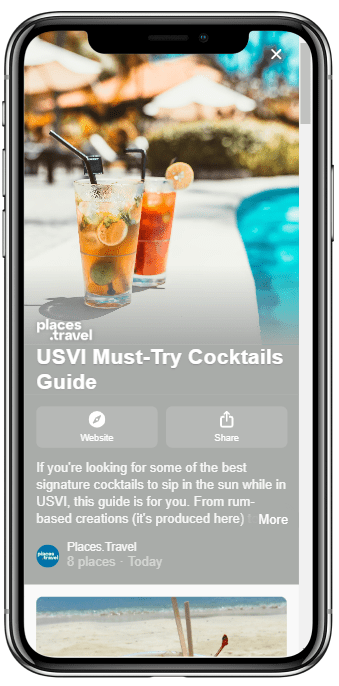 places
.travel
USVI Must-Try Cocktails
Guide
Website
Share
If you're looking for some of the best
signature cocktails to sip in the sun while in
USVI, this guide is for you. From rum-
based creations (it's produced here) More
places
.travel
Places.Travel
8 places · Today